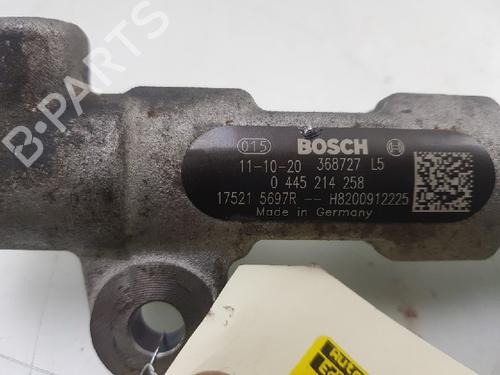 B-PARTS
015 BOSCH
11-10-20 368727 L5
0 445 214 258
17521 5697R -- H8200912225
Made in Germany